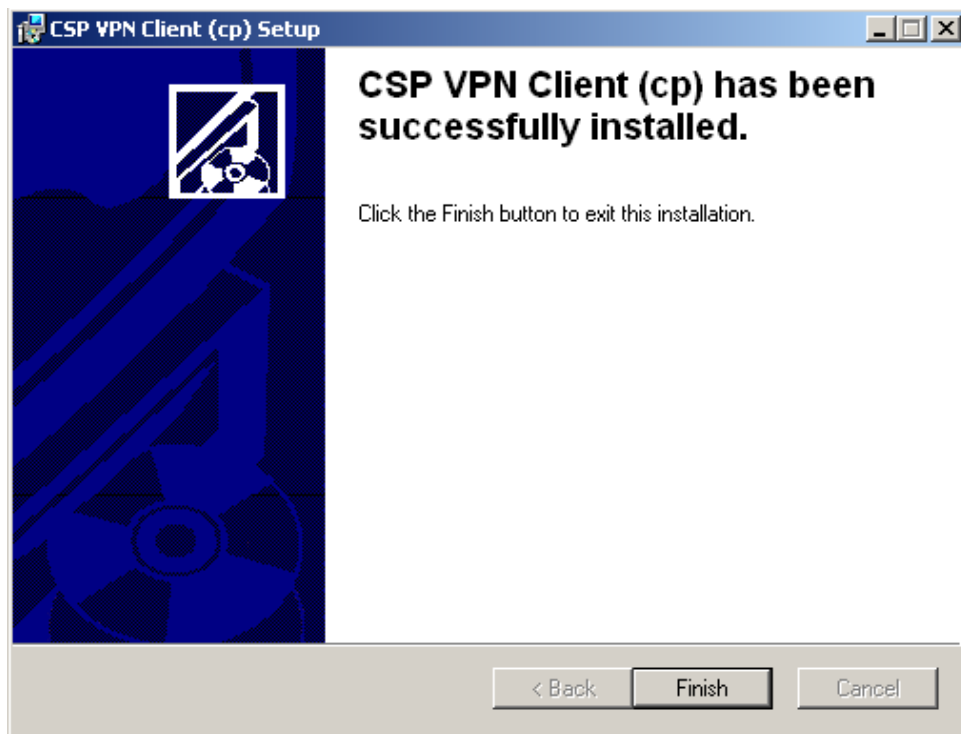 CSP VPN Client (cp) Setup
CSP VPN Client (cp) has been
successfully installed.
Click the Finish button to exit this installation.
< Back
Finish
Cancel